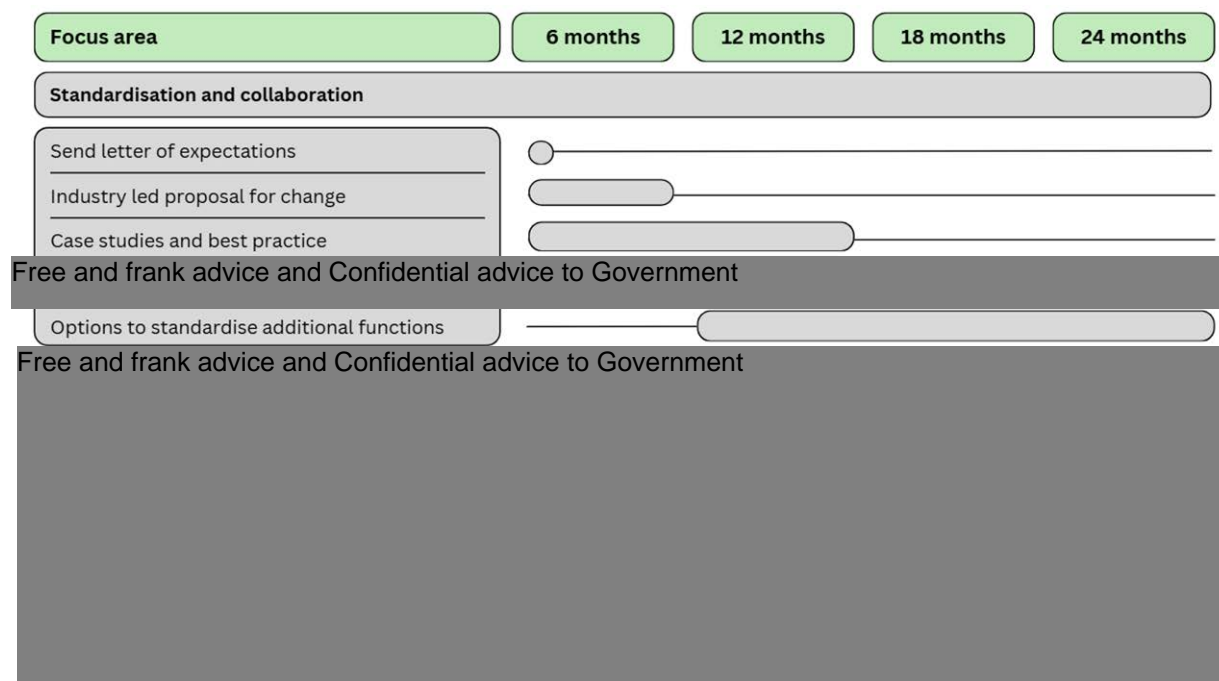 Focus area 6 months 12 months 18 months 24 months
Standardisation and collaboration
Send letter of expectations
Industry led proposal for change
Case studies and best practice
Free and frank advice and Confidential advice to Government
Options to standardise additional functions
Free and frank advice and Confidential advice to Government